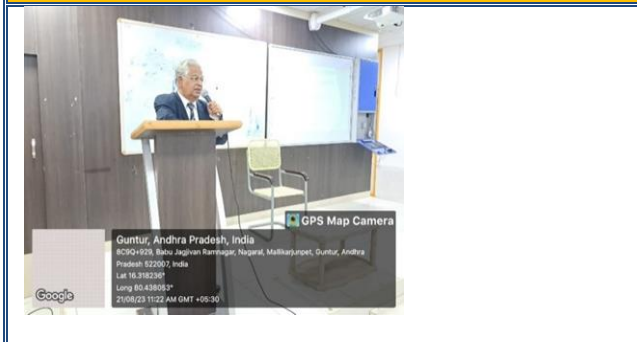 GPS Map Camera
Guntur, Andhra Pradesh, India
8C9Q+929, Babu Jagjivan Ramnagar, Nagaral, Mallikarjunpet, Guntur, Andhra
Pradesh 522007, India
Lat 16.318236°
Long 80.438053°
21/08/23 11:22 AM GMT +05:30
Google